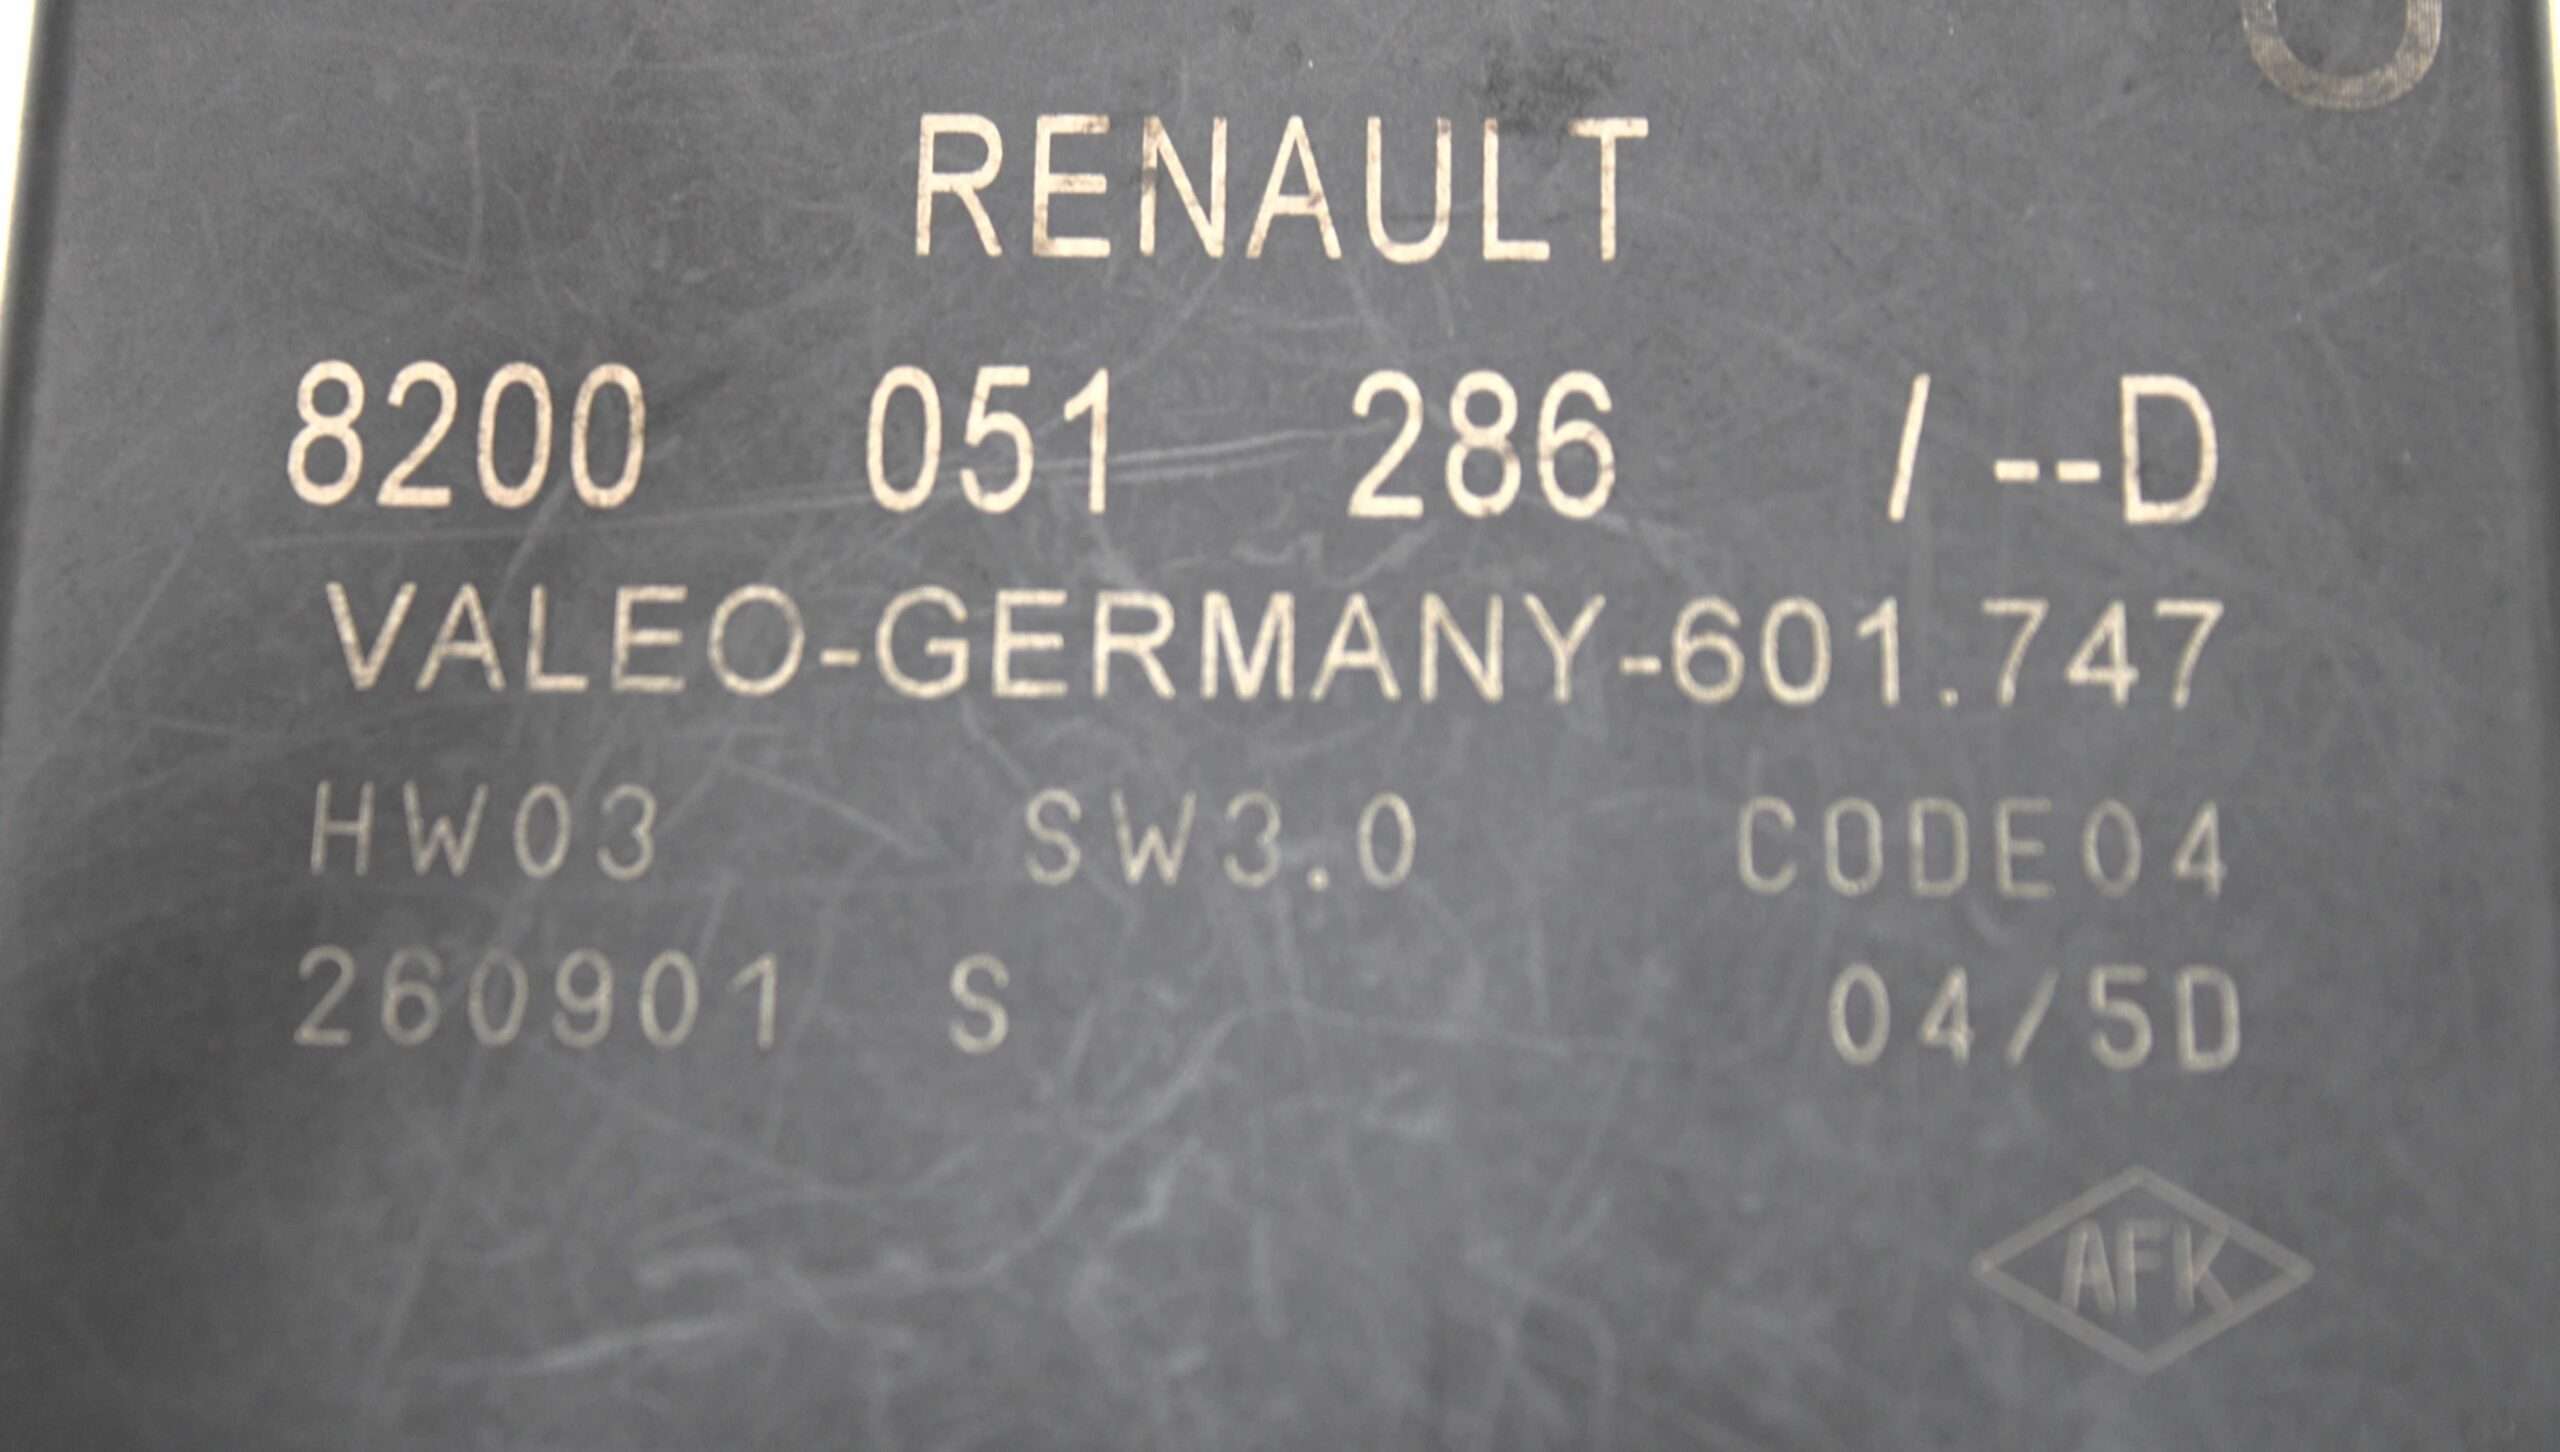 RENAULT
8200 051 286 / --D
VALEO-GERMANY-601.747
HW03 SW3.0 CODE04
260901 S 04/5D
AFK